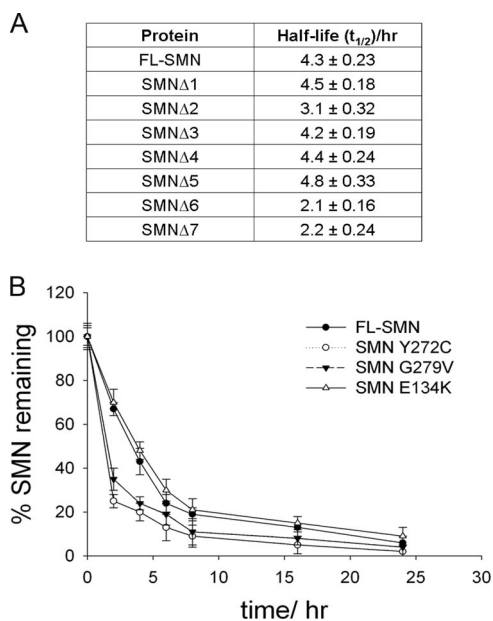 A
Protein Half-life (t1/2)/hr
FL-SMN 4.3 ± 0.23
SMNΔ1 4.5 ± 0.18
SMNΔ2 3.1 ± 0.32
SMNΔ3 4.2 ± 0.19
SMNΔ4 4.4 ± 0.24
SMNΔ5 4.8 ± 0.33
SMNΔ6 2.1 ± 0.16
SMNΔ7 2.2 ± 0.24
B
% SMN remaining
120
100
80
60
40
20
0
FL-SMN
SMN Y272C
SMN G279V
SMN E134K
0 5 10 15 20 25 30
time/ hr